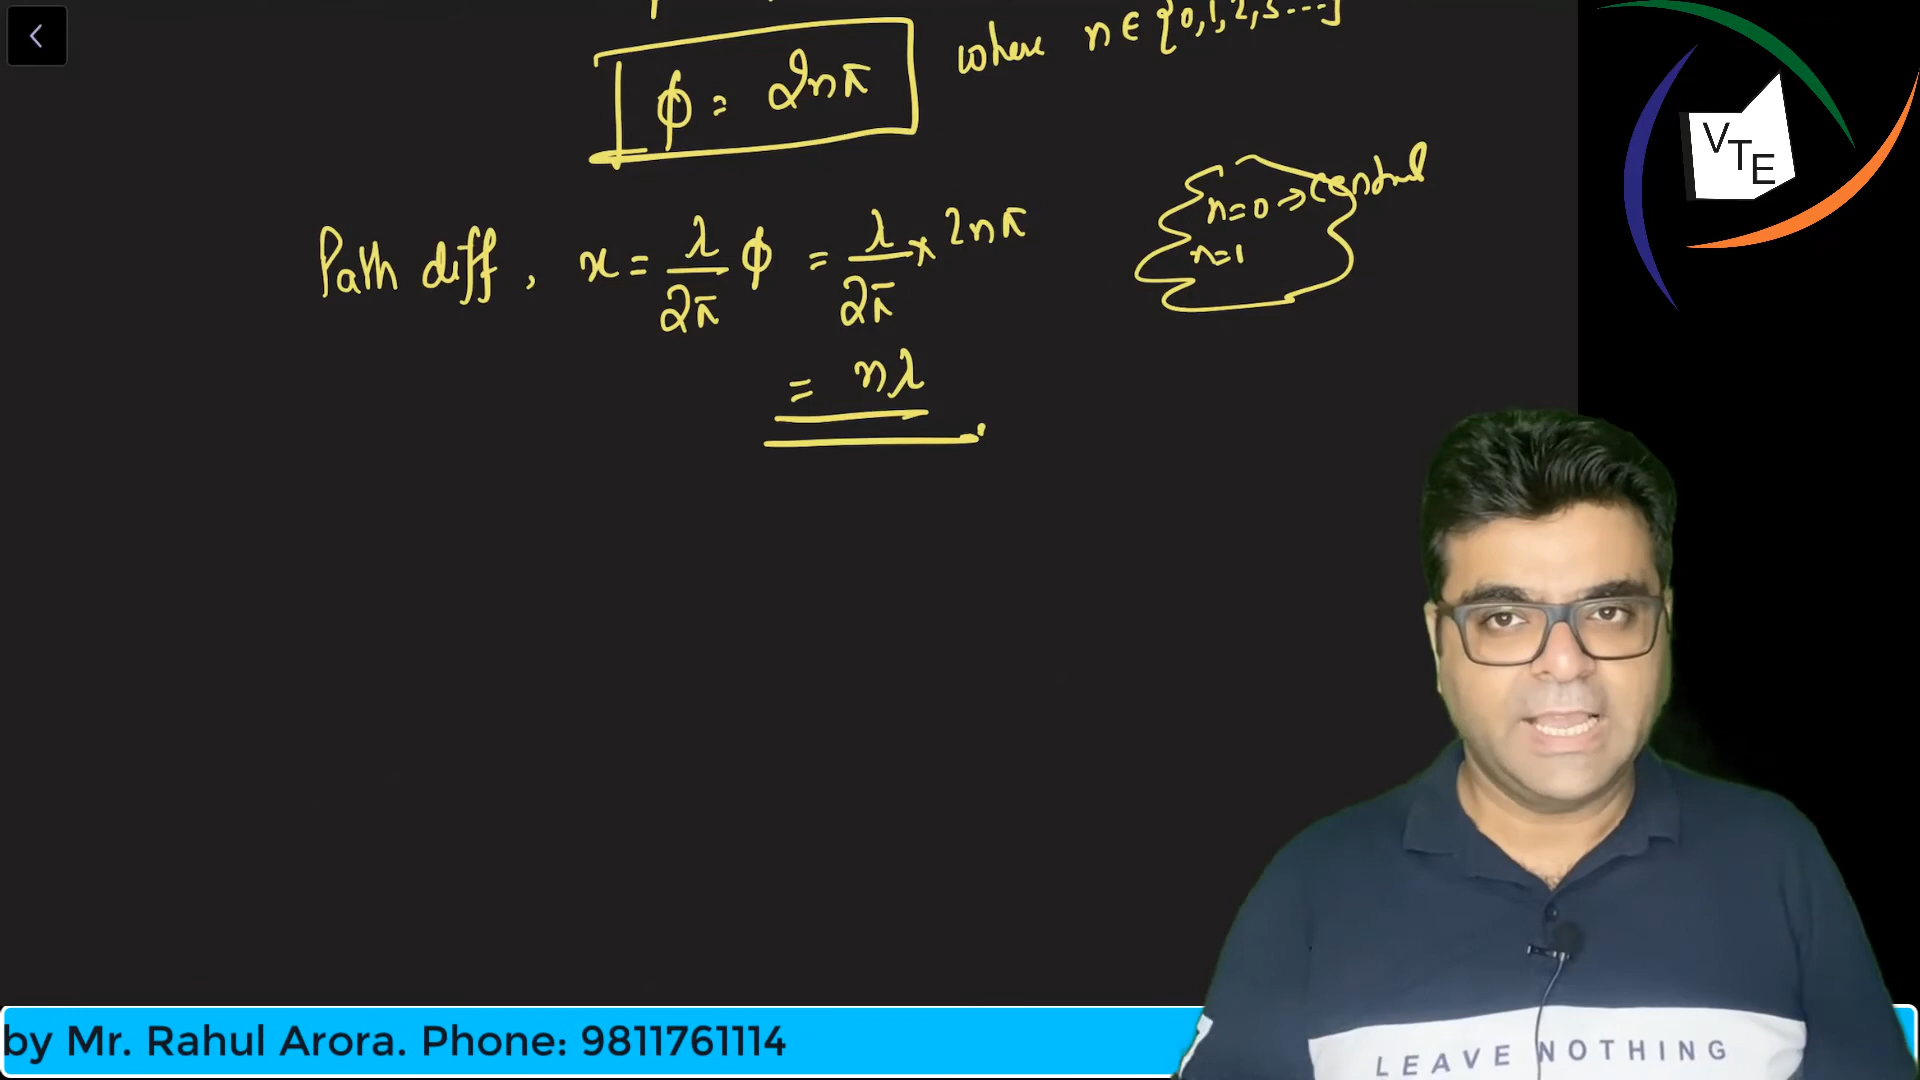 φ = 2nπ where n ∈ {0,1,2,3...}
n=0 → central
n=1
Path diff, x = λ/2π φ = λ/2π × 2nπ
= nλ
VTE
LEAVE NOTHING
by Mr. Rahul Arora. Phone: 9811761114